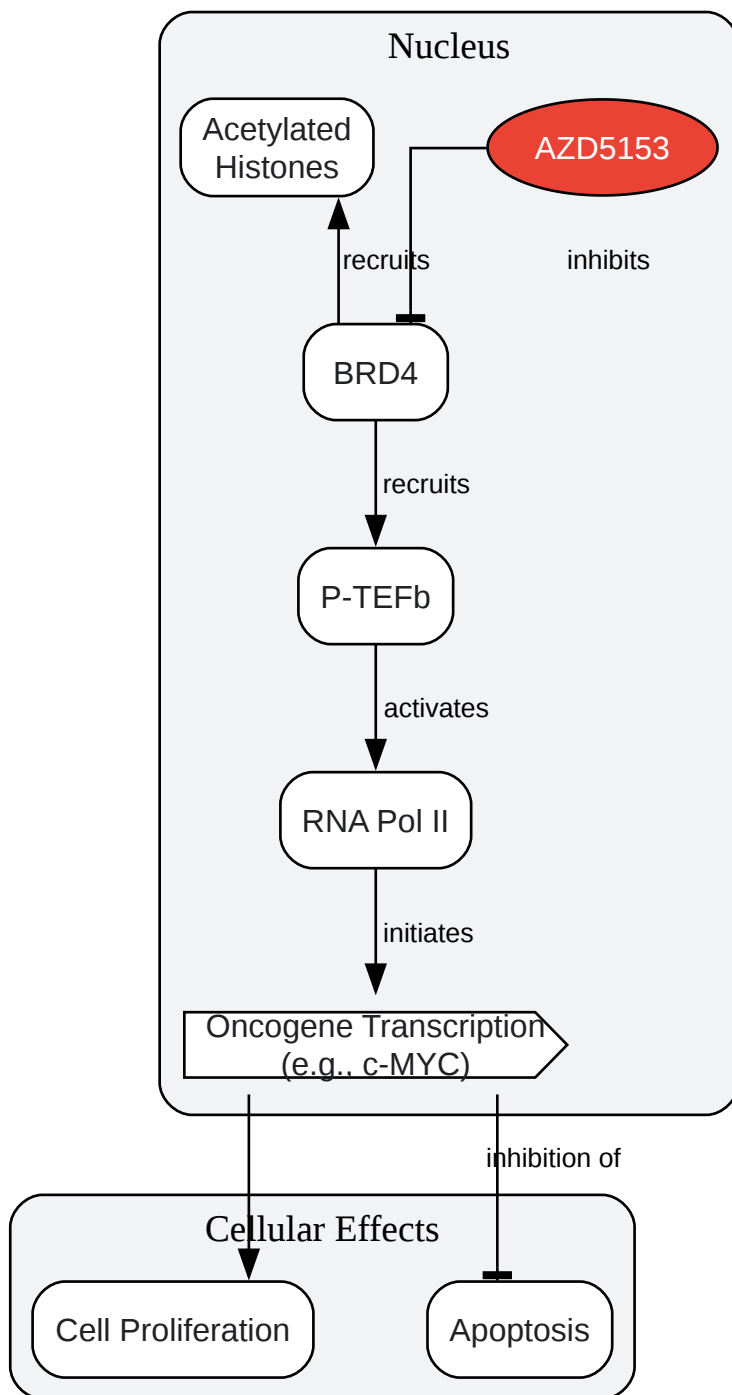 Nucleus
Acetylated
Histones
AZD5153
recruits
inhibits
BRD4
recruits
P-TEFb
activates
RNA Pol II
initiates
Oncogene Transcription
(e.g., c-MYC)
inhibition of
Cellular Effects
Cell Proliferation
Apoptosis